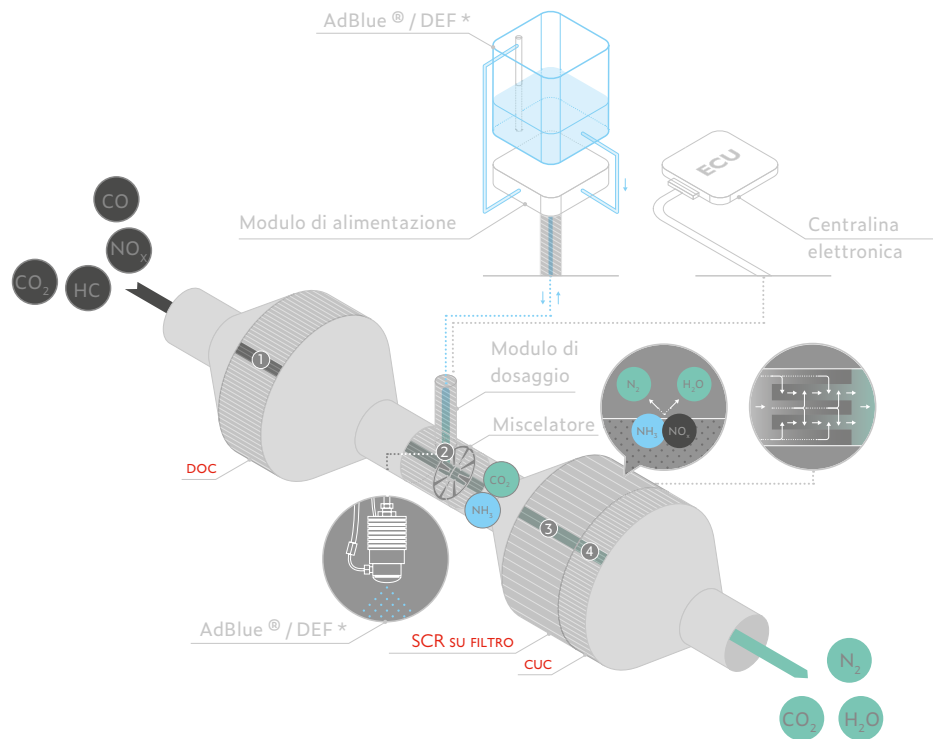 AdBlue ® / DEF *
ECU
CO
Modulo di alimentazione
Centralina
elettronica
NOx
CO2
HC
1
Modulo di
dosaggio
N2
H2O
Miscelatore
NH3
NOx
2
DOC
CO2
NH3
3
4
AdBlue ® / DEF *
SCR SU FILTRO
CUC
N2
CO2
H2O